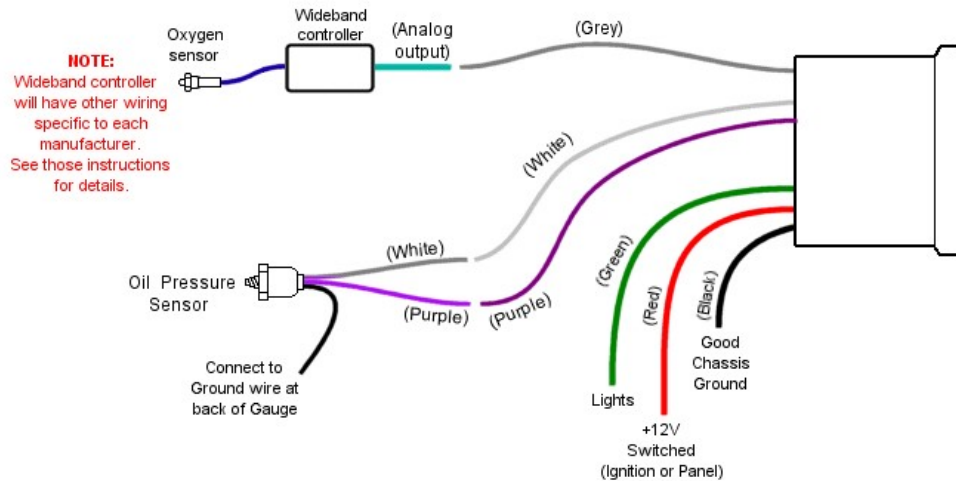 NOTE:
Wideband controller
will have other wiring
specific to each
manufacturer.
See those instructions
for details.
Oxygen
sensor
Wideband
controller
(Analog
output)
(Grey)
(White)
(White)
(Purple)
(Purple)
Oil Pressure
Sensor
Connect to
Ground wire at
back of Gauge
(Green)
(Red)
(Black)
Good
Chassis
Ground
Lights
+12V
Switched
(Ignition or Panel)